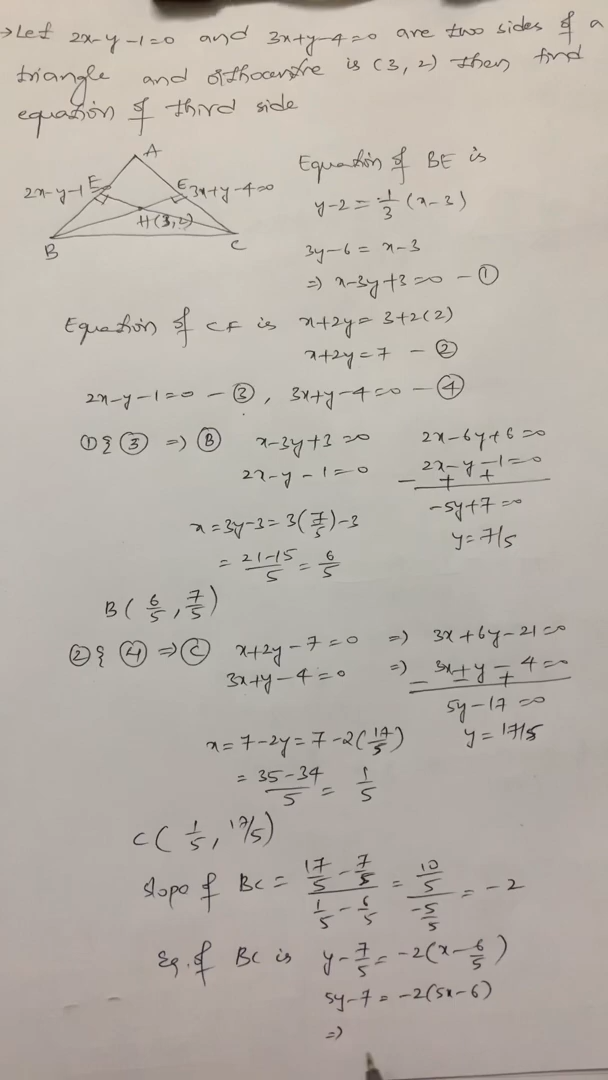 → Let 2x-y-1=0 and 3x+y-4=0 are two sides of a
triangle and orthocentre is (3,2) then find
equation of third side
A
2x-y-1 E
E 3x+y-4=0
H(3,2)
B
C
Equation of BE is
y-2 = 1/3 (x-3)
3y-6 = x-3
=) x-3y+3=0 - ①
Equation of CF is x+2y = 3+2(2)
x+2y = 7 - ②
2x-y-1=0 - ③, 3x+y-4=0 - ④
① & ③ =) Ⓑ x-3y+3=0
2x-y-1=0
2x-6y+6=0
2x-y-1=0
- + +
-5y+7=0
y=7/5
x=3y-3= 3(7/5)-3
= 21-15/5 = 6/5
B(6/5, 7/5)
② & ④ => Ⓒ x+2y-7=0 =) 3x+6y-21=0
3x+y-4=0 =) 3x+y-4=0
- - +
5y-17=0
y=17/5
x=7-2y=7-2(17/5)
= 35-34/5 = 1/5
C(1/5, 17/5)
slope of BC = 17/5 - 7/5 / 1/5 - 6/5 = 10/5 / -5/5 = -2
Eq. of BC is y-7/5 = -2(x-6/5)
5y-7 = -2(5x-6)
=)